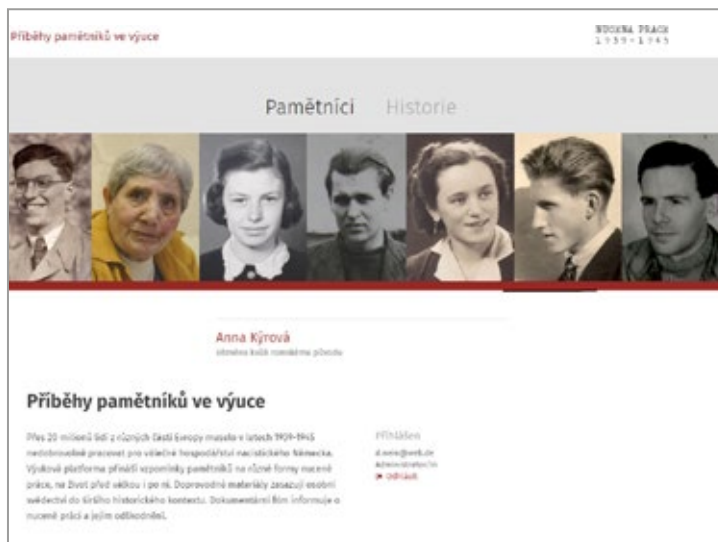 Příběhy pamětníků ve výuce
NUCENÁ PRÁCE
1939-1945
Pamětníci Historie
Anna Kýrová
Příběhy pamětníků ve výuce
Přes 20 milionů lidí z různých částí Evropy muselo v letech 1939–1945
nedobrovolně pracovat pro válečné hospodářství nacistického Německa.
Výuková platforma přináší vzpomínky pamětníků na různé formy nucené
práce, na život před válkou i po ní. Doprovodné materiály zasazují osobní
svědectví do širšího historického kontextu. Dokumentární film informuje o
nucené práci a jejím odškodnění.
Přihlášen
Odhlásit